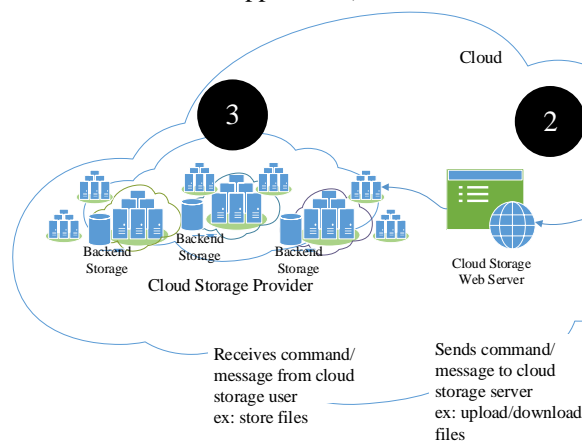 Cloud
3
2
Backend
Storage
Backend
Storage
Backend
Storage
Cloud Storage
Web Server
Cloud Storage Provider
Receives command/
message from cloud
storage user
ex: store files
Sends command/
message to cloud
storage server
ex: upload/download
files